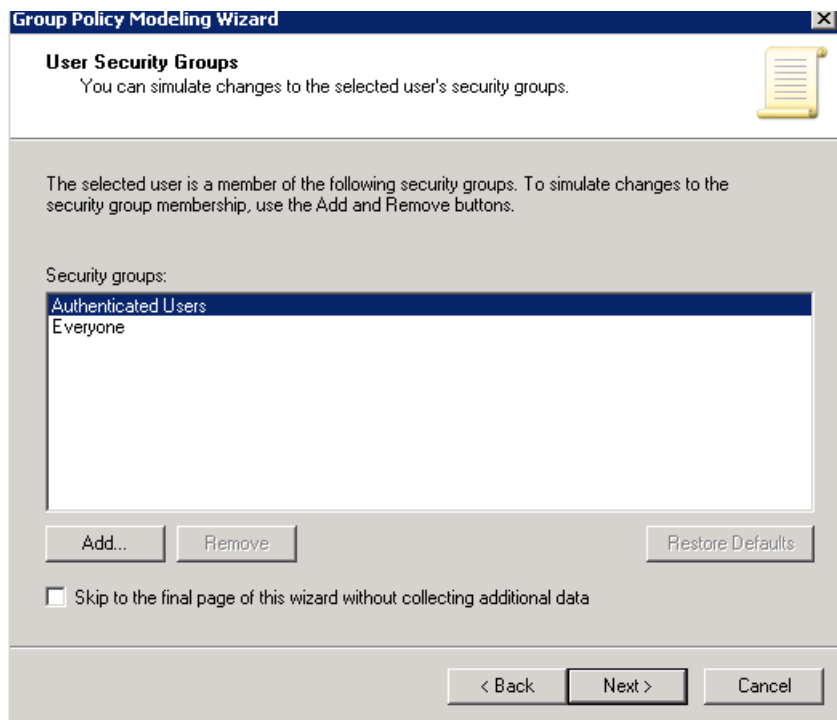 Group Policy Modeling Wizard
User Security Groups
You can simulate changes to the selected user's security groups.
The selected user is a member of the following security groups. To simulate changes to the
security group membership, use the Add and Remove buttons.
Security groups:
Authenticated Users
Everyone
Add... Remove Restore Defaults
Skip to the final page of this wizard without collecting additional data
< Back Next > Cancel